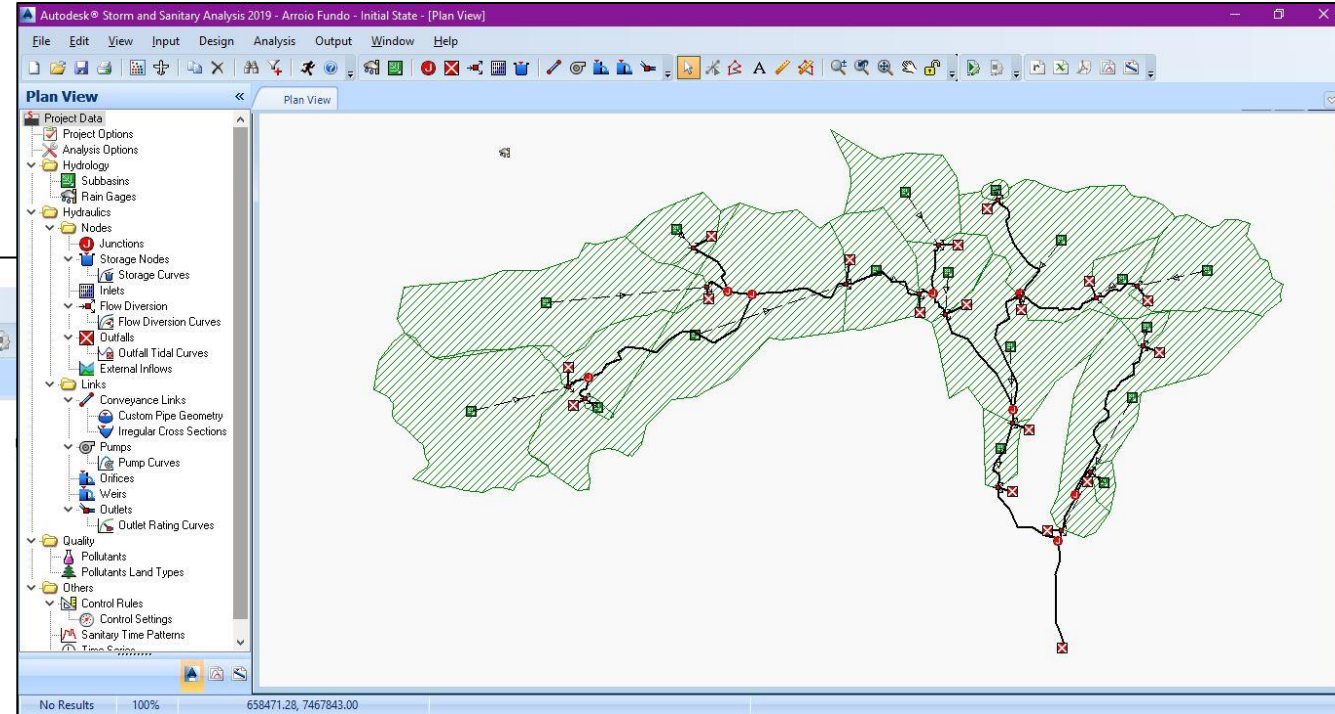 Autodesk® Storm and Sanitary Analysis 2019 - Arroio Fundo - Initial State - [Plan View]
File Edit View Input Design Analysis Output Window Help
Plan View
Plan View
Project Data
Project Options
Analysis Options
Hydrology
Subbasins
Rain Gages
Hydraulics
Nodes
Junctions
Storage Nodes
Storage Curves
Inlets
Flow Diversion
Flow Diversion Curves
Outfalls
Outfall Tidal Curves
External Inflows
Links
Conveyance Links
Custom Pipe Geometry
Irregular Cross Sections
Pumps
Pump Curves
Orifices
Weirs
Outlets
Outlet Rating Curves
Quality
Pollutants
Pollutants Land Types
Others
Control Rules
Control Settings
Sanitary Time Patterns
Time Series
No Results 100% 658471.28, 7467843.00